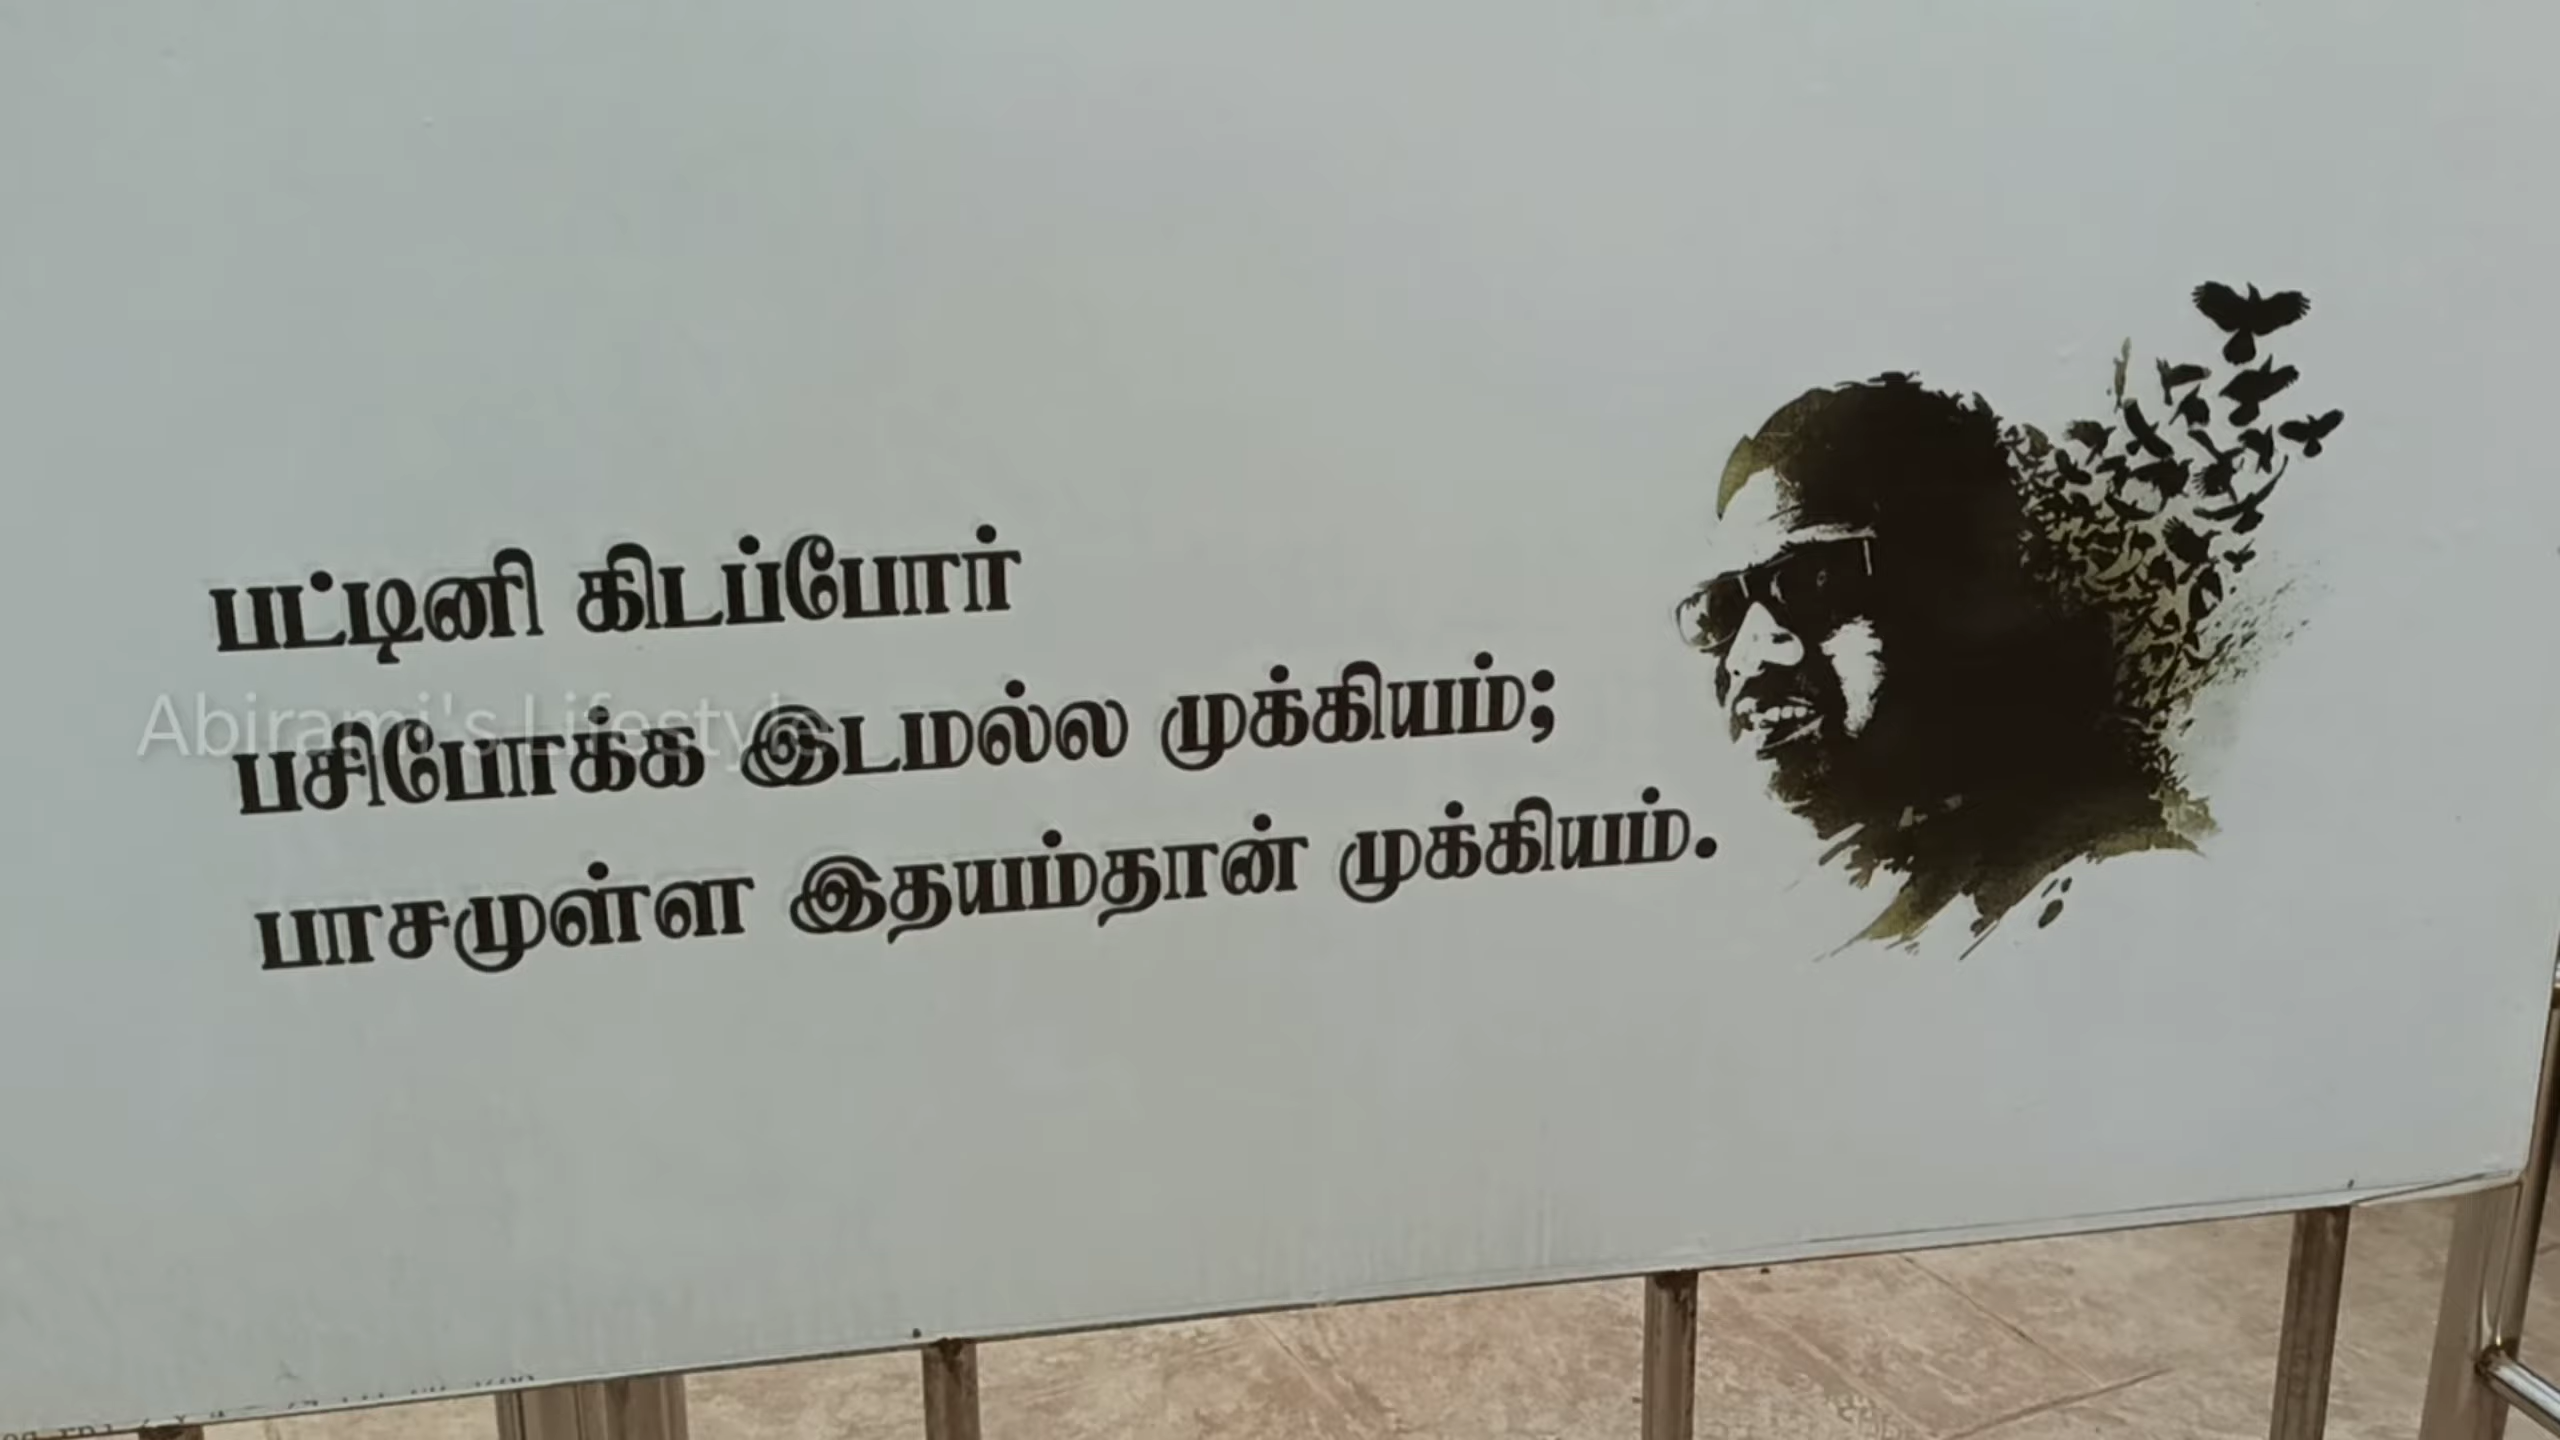 பட்டினி கிடப்போர்
பசிபோக்க இடமல்ல முக்கியம்;
பாசமுள்ள இதயம்தான் முக்கியம்.
Abirami's Lifestyle